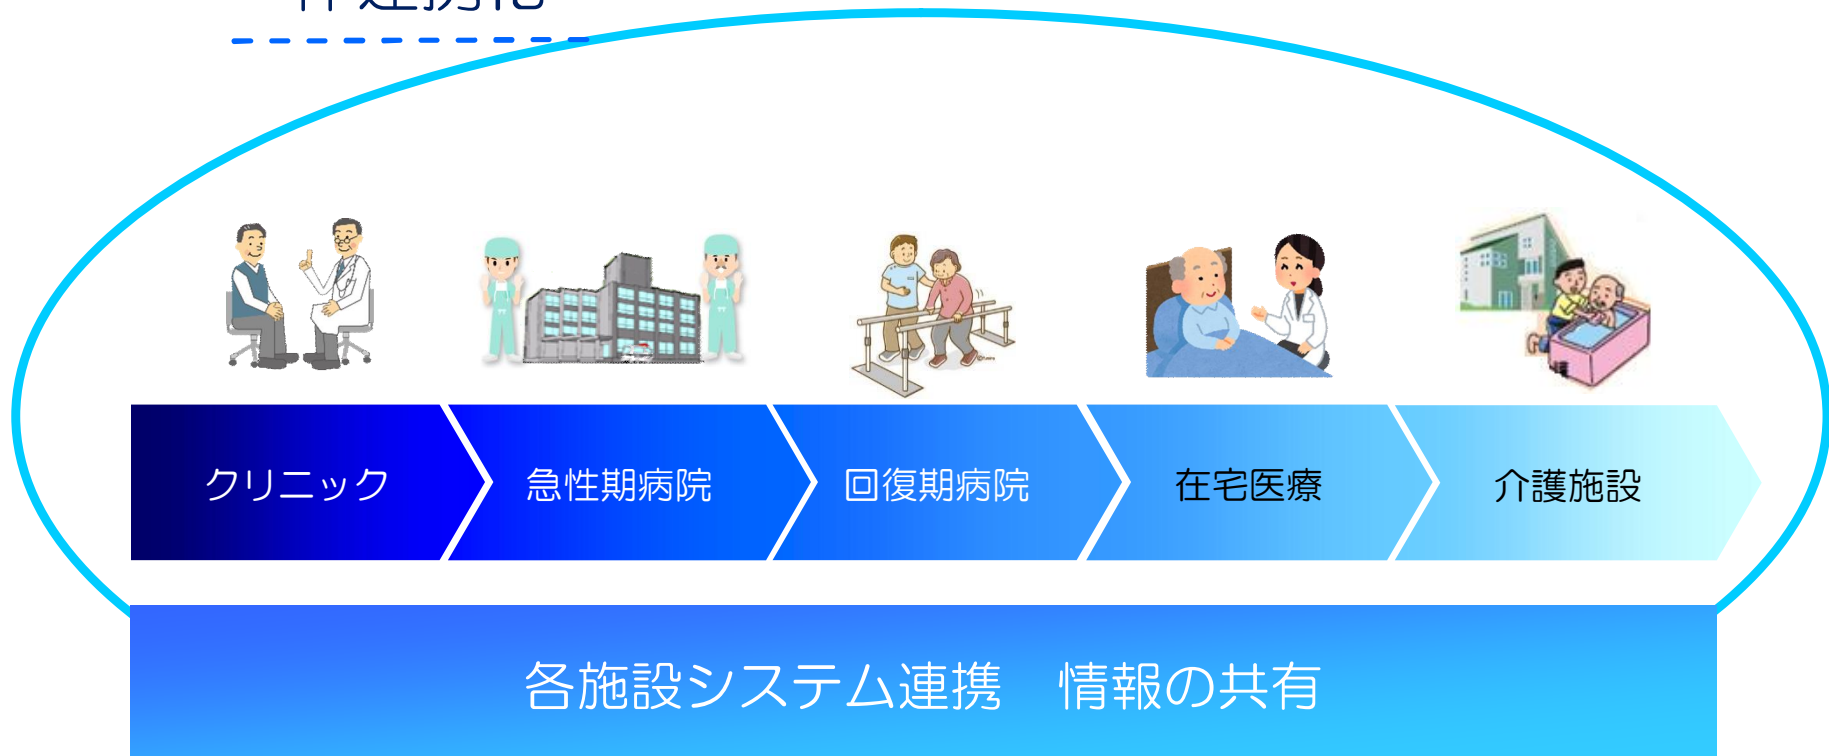 クリニック
急性期病院
回復期病院
在宅医療
介護施設
各施設システム連携　情報の共有